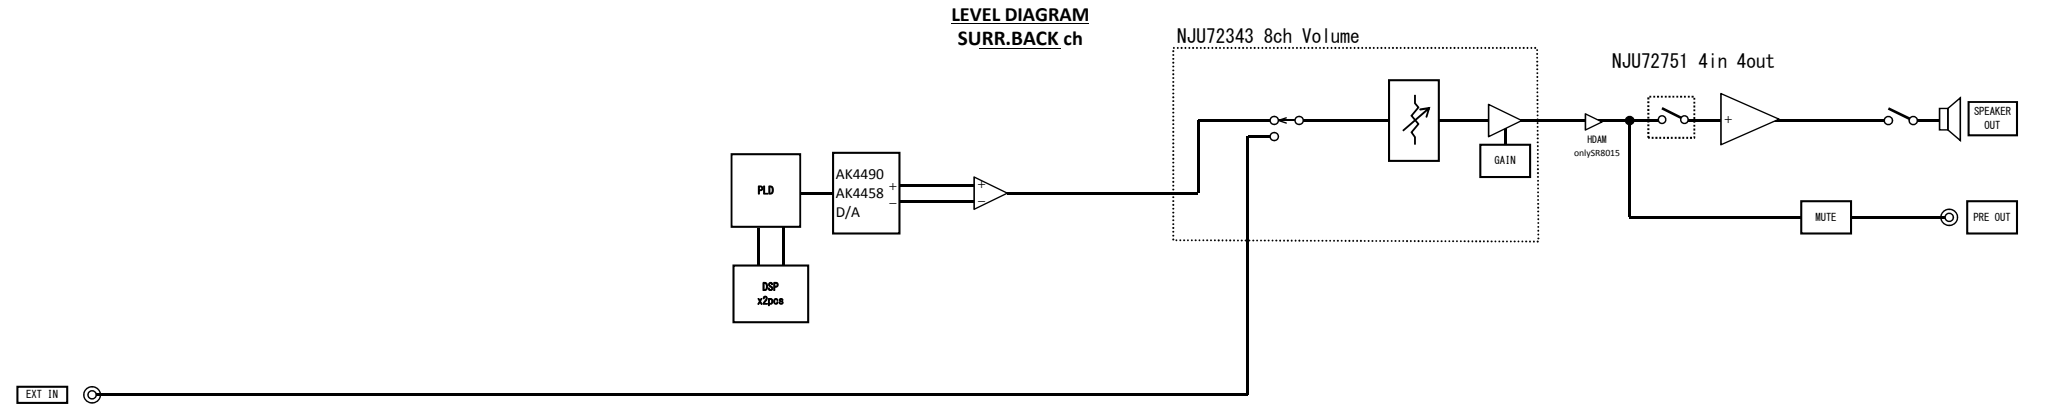 LEVEL DIAGRAM
SURR.BACK ch
NJU72343 8ch Volume
NJU72751 4in 4out
SPEAKER
OUT
HDAM
onlySR8015
GAIN
PLD
AK4490
AK4458
D/A
+
−
+
−
+
MUTE
PRE OUT
DSP
x2pcs
EXT IN